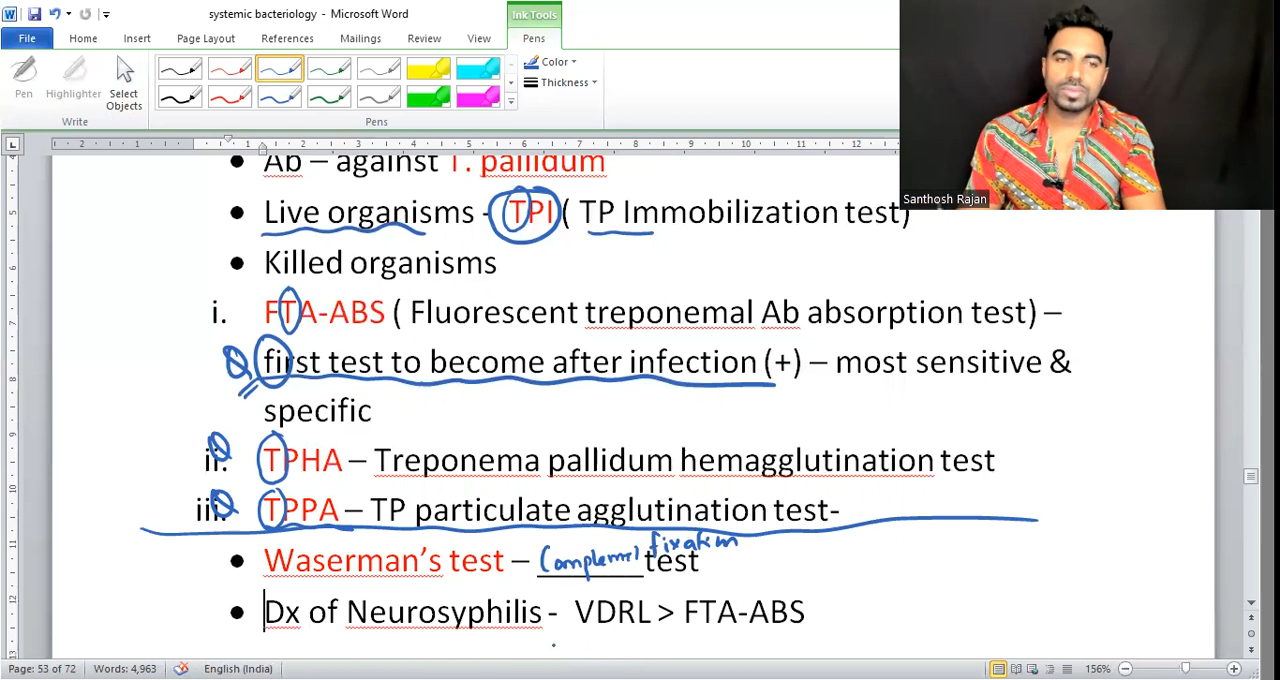 systemic bacteriology - Microsoft Word
Ink Tools
File Home Insert Page Layout References Mailings Review View Pens
Pen Highlighter Select Objects
Color
Thickness
Write Pens
Ab – against T. pallidum
Live organisms - TPI ( TP Immobilization test)
Killed organisms
i. FTA-ABS ( Fluorescent treponemal Ab absorption test) –
first test to become after infection (+) – most sensitive &
specific
ii. TPHA – Treponema pallidum hemagglutination test
iii. TPPA – TP particulate agglutination test-
fixation
Waserman's test – test
Dx of Neurosyphilis - VDRL > FTA-ABS
Santhosh Rajan
Page: 53 of 72 Words: 4,963 English (India) 156%